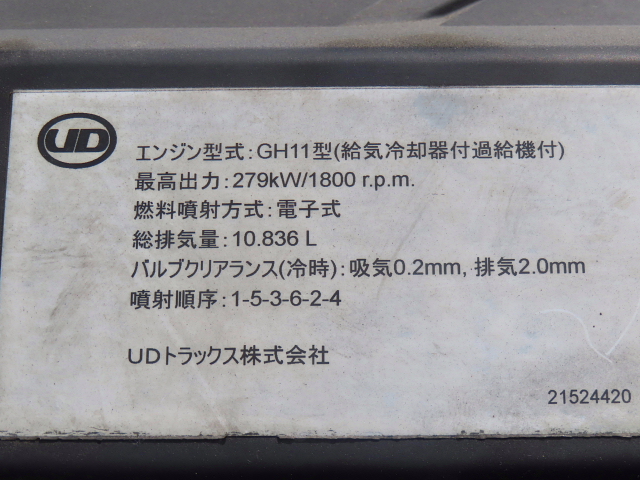 UD
エンジン型式:GH11型(給気冷却器付過給機付)
最高出力:279kW/1800 r.p.m.
燃料噴射方式:電子式
総排気量:10.836 L
バルブクリアランス(冷時):吸気0.2mm, 排気2.0mm
噴射順序:1-5-3-6-2-4
UDトラックス株式会社
21524420